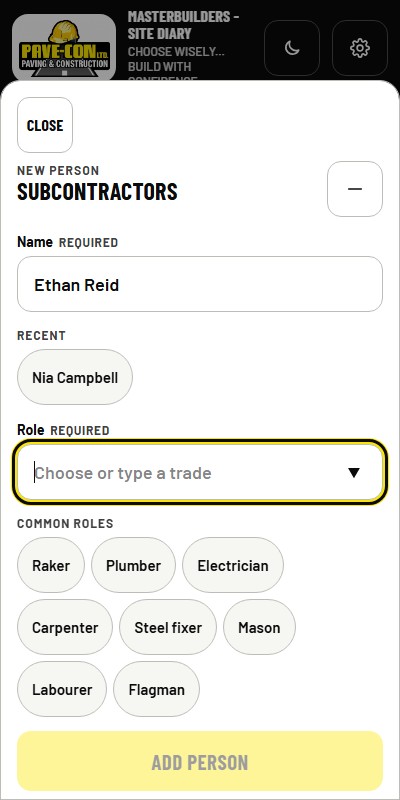 PAVE-CON LTD.
PAVING & CONSTRUCTION
MASTERBUILDERS -
SITE DIARY
CHOOSE WISELY...
BUILD WITH
CONFIDENCE
CLOSE
NEW PERSON
SUBCONTRACTORS
Name REQUIRED
Ethan Reid
RECENT
Nia Campbell
Role REQUIRED
Choose or type a trade
COMMON ROLES
Raker Plumber Electrician
Carpenter Steel fixer Mason
Labourer Flagman
ADD PERSON